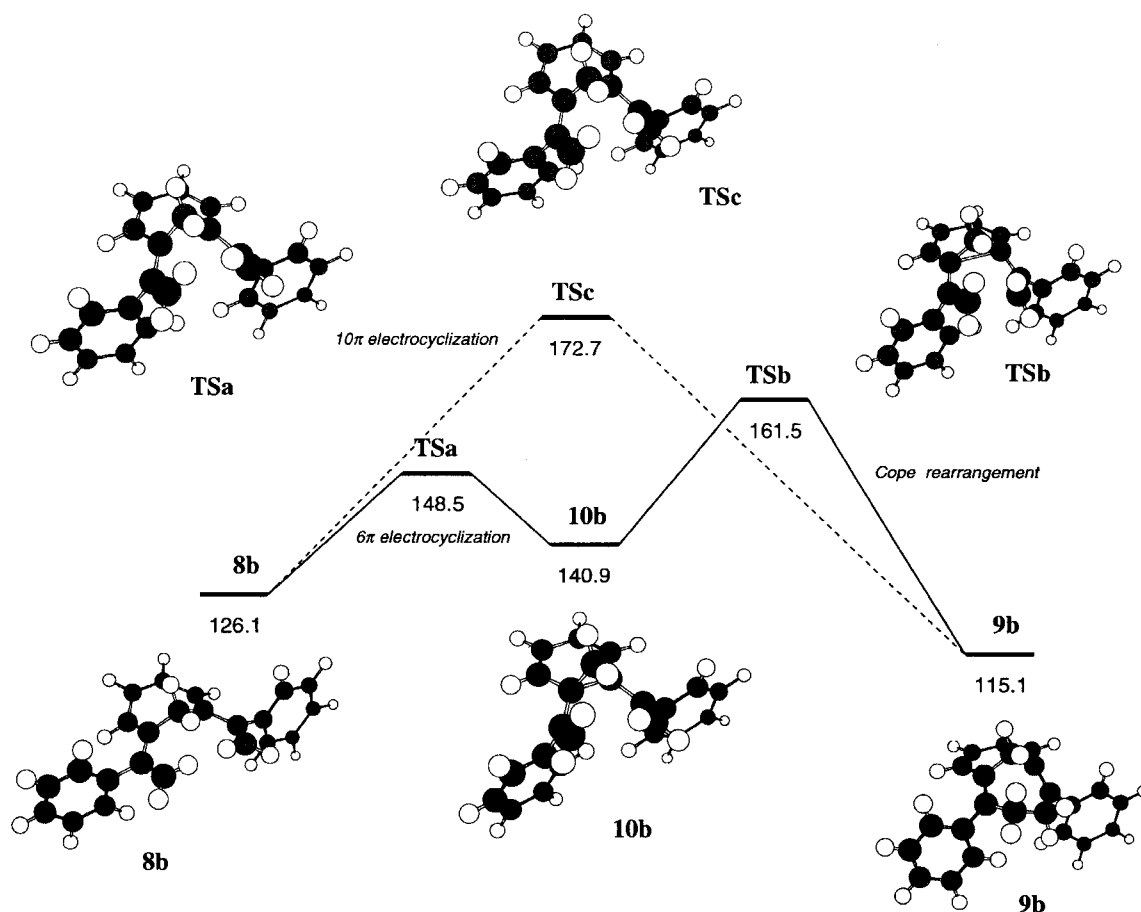 TSc
TSa
TSb
TSc
10π electrocyclization
172.7
TSb
161.5
TSa
Cope rearrangement
148.5
10b
6π electrocyclization
8b
140.9
126.1
9b
115.1
10b
8b
9b